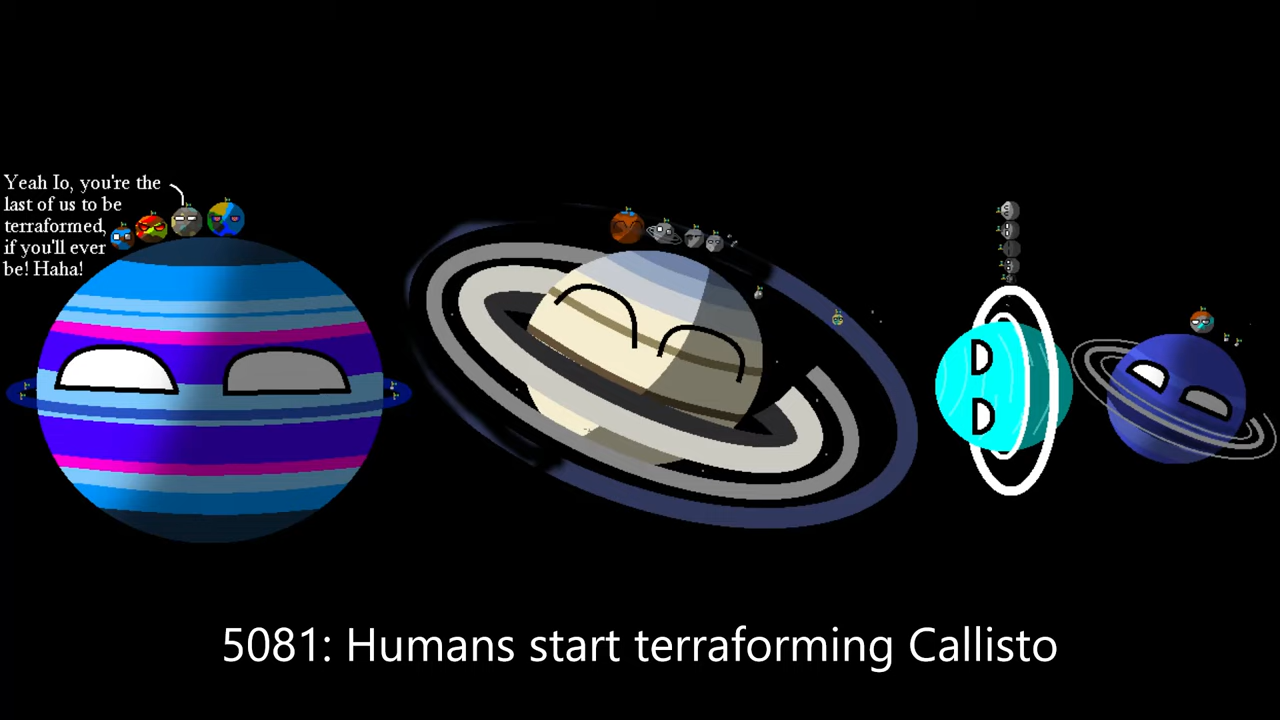 Yeah Io, you're the
last of us to be
terraformed,
if you'll ever
be! Haha!
5081: Humans start terraforming Callisto